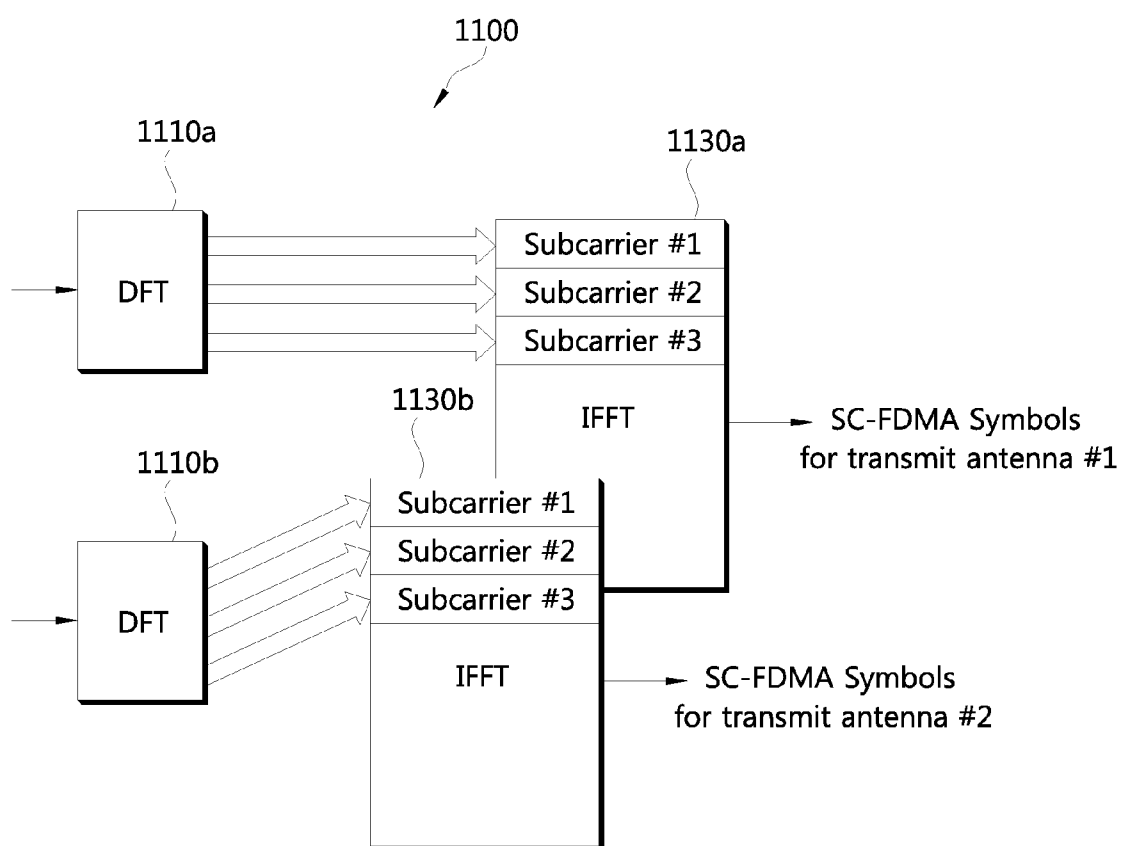 1100
1110a
1130a
Subcarrier #1
Subcarrier #2
Subcarrier #3
DFT
IFFT
SC-FDMA Symbols
for transmit antenna #1
1130b
1110b
Subcarrier #1
Subcarrier #2
Subcarrier #3
DFT
IFFT
SC-FDMA Symbols
for transmit antenna #2